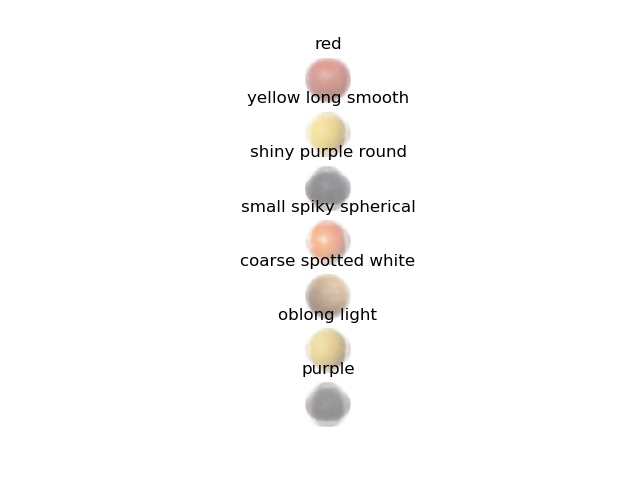 red
yellow long smooth
shiny purple round
small spiky spherical
coarse spotted white
oblong light
purple